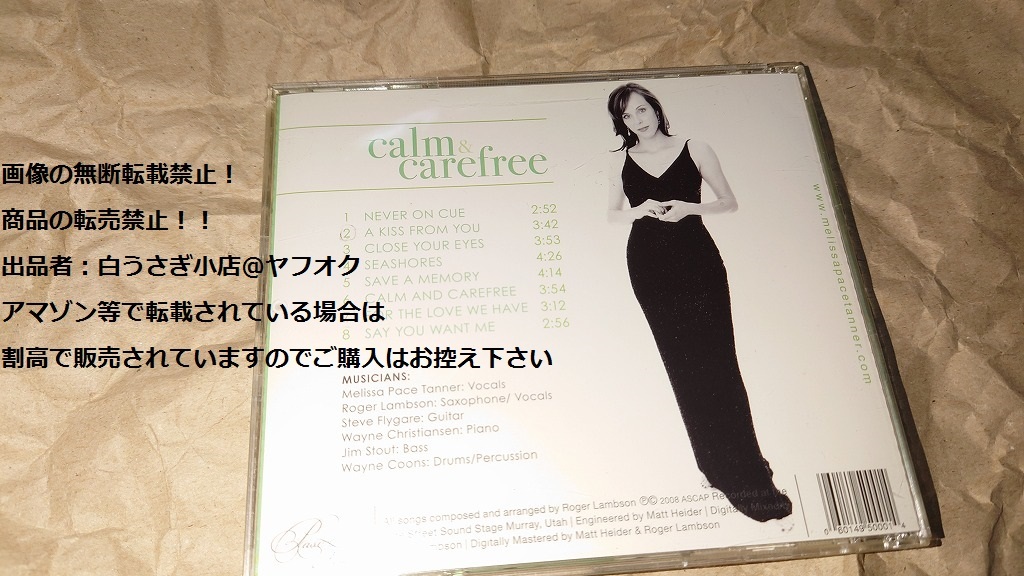 画像の無断転載禁止！
商品の転売禁止！！
出品者：白うさぎ小店@ヤフオク
アマゾン等で転載されている場合は
割高で販売されていますのでご購入はお控え下さい
calm &
carefree
1 NEVER ON CUE 2:52
(2) A KISS FROM YOU 3:42
3 CLOSE YOUR EYES 3:53
SEASHORES 4:26
5 SAVE A MEMORY 4:14
CALM AND CAREFREE 3:54
THE LOVE WE HAVE 3:12
8 SAY YOU WANT ME 2:56
MUSICIANS:
Melissa Pace Tanner: Vocals
Roger Lambson: Saxophone/ Vocals
Steve Flygare: Guitar
Wayne Christiansen: Piano
Jim Stout: Bass
Wayne Coons: Drums/Percussion
www.melissapacetanner.com
songs composed and arranged by Roger Lambson ℗© 2008 ASCAP Recorded at
Street Sound Stage Murray, Utah | Engineered by Matt Heider | Digitally Mixed
| Digitally Mastered by Matt Heider & Roger Lambson